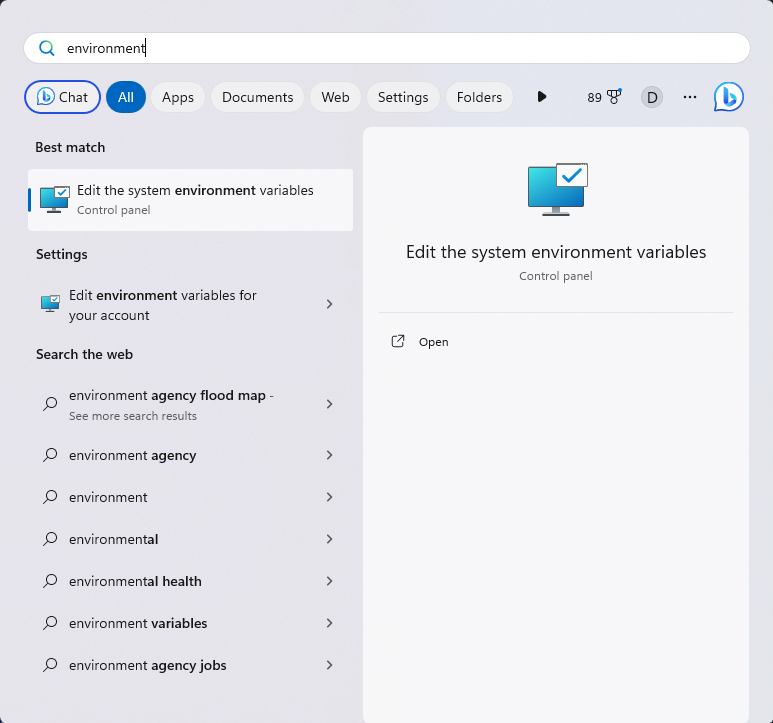 environment
Chat
All
Apps
Documents
Web
Settings
Folders
89
D
Best match
Edit the system environment variables
Control panel
Settings
Edit environment variables for
your account
Search the web
environment agency flood map -
See more search results
environment agency
environment
environmental
environmental health
environment variables
environment agency jobs
Edit the system environment variables
Control panel
Open